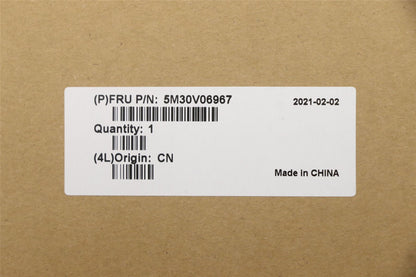 (P)FRU P/N: 5M30V06967 2021-02-02
Quantity: 1
(4L)Origin: CN
Made in CHINA